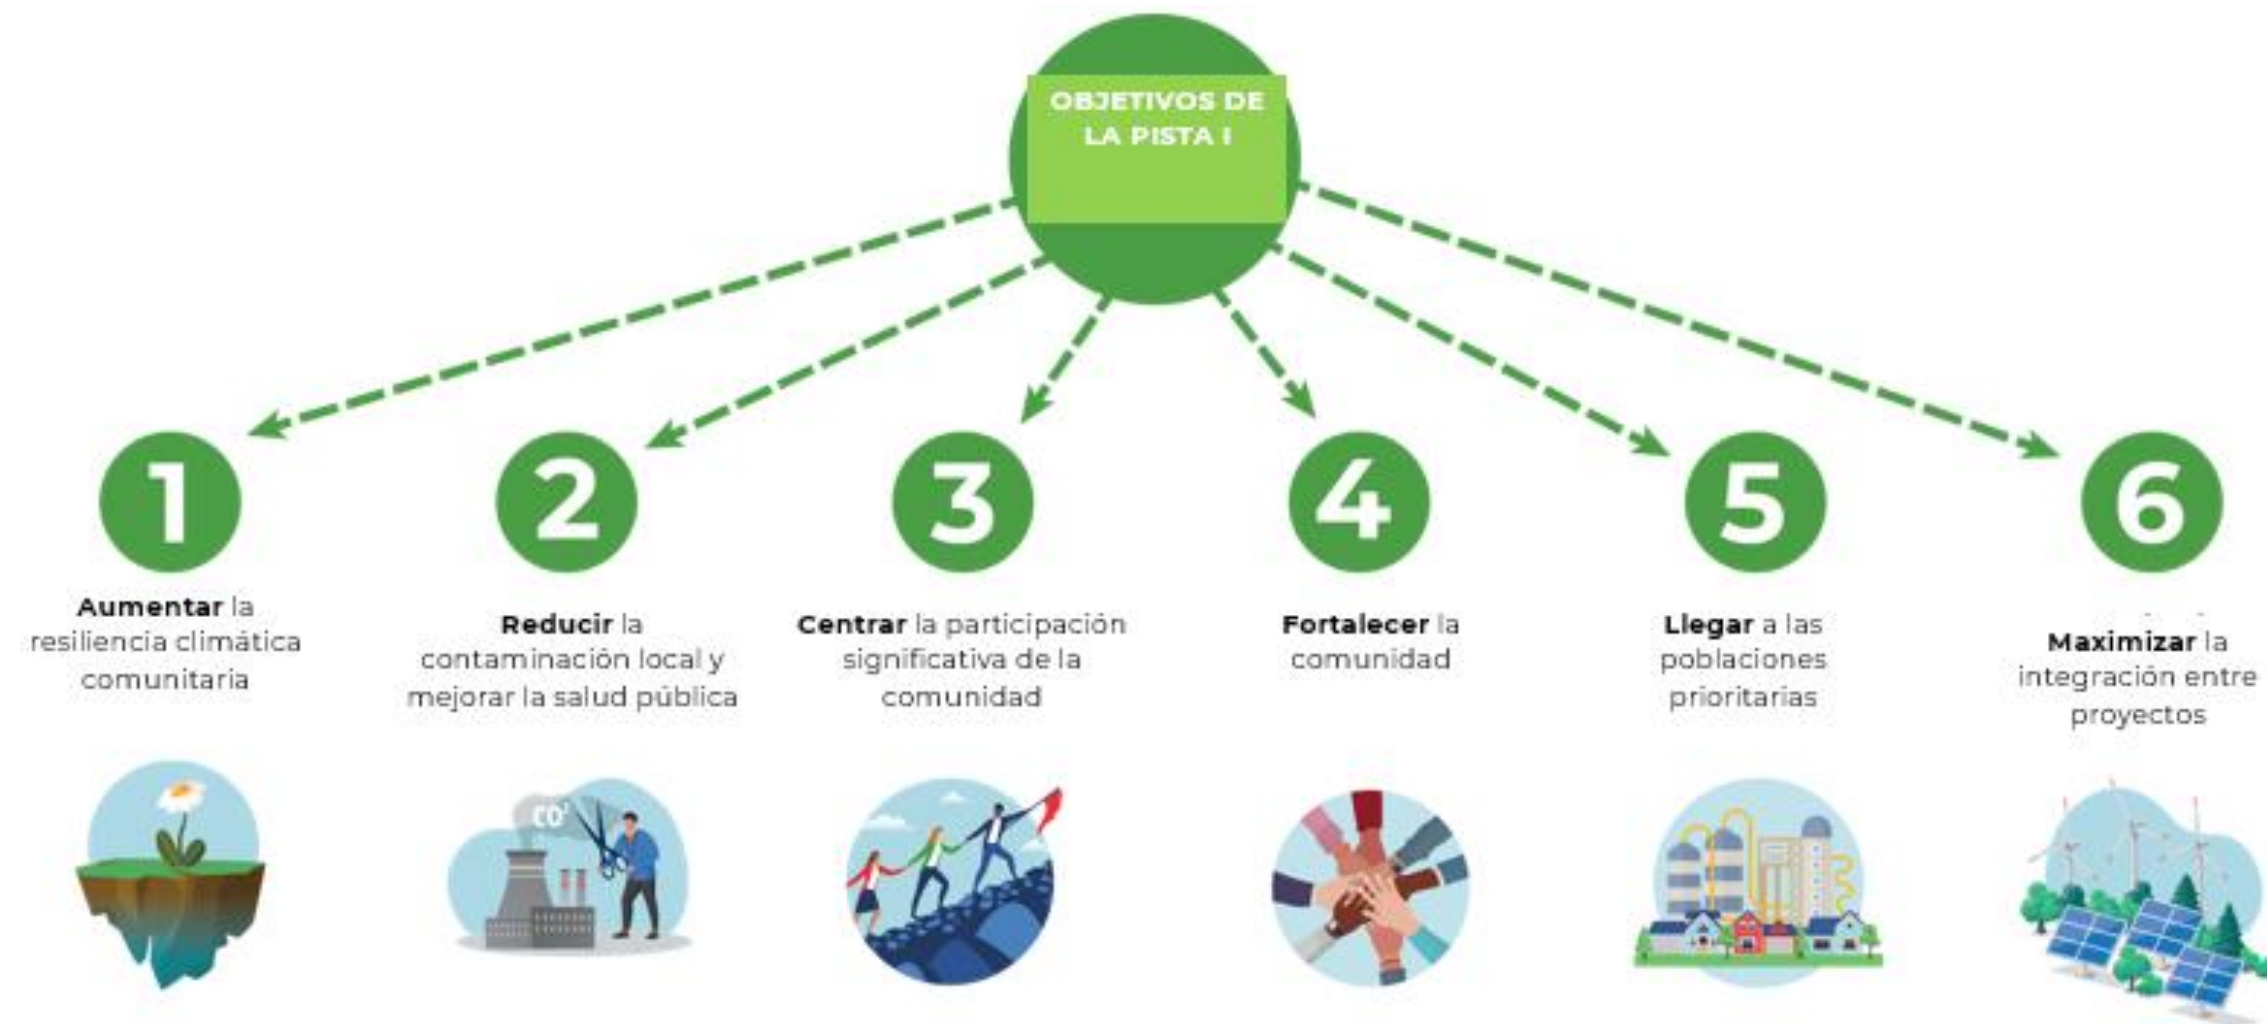 OBJETIVOS DE
LA PISTA I
1
Aumentar la
resiliencia climática
comunitaria
2
Reducir la
contaminación local y
mejorar la salud pública
3
Centrar la participación
significativa de la
comunidad
4
Fortalecer la
comunidad
5
Llegar a las
poblaciones
prioritarias
6
Maximizar la
integración entre
proyectos
CO²